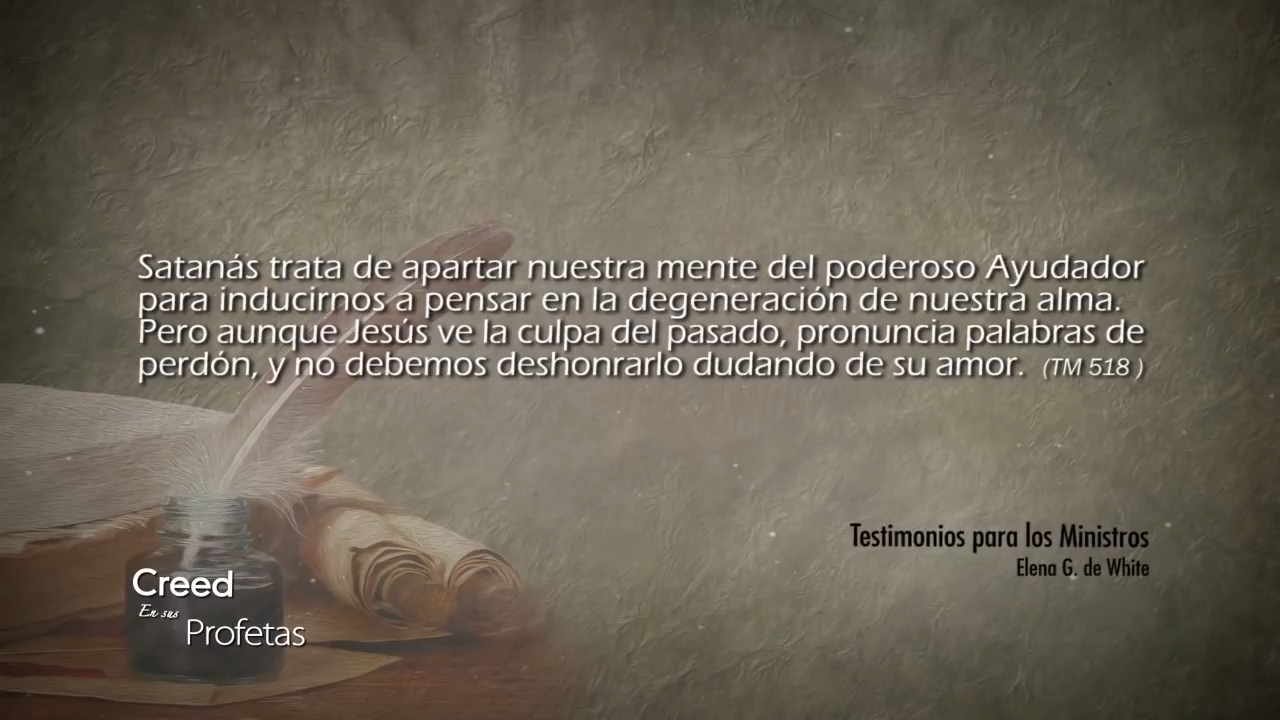 Satanás trata de apartar nuestra mente del poderoso Ayudador
para inducirnos a pensar en la degeneración de nuestra alma.
Pero aunque Jesús ve la culpa del pasado, pronuncia palabras de
perdón, y no debemos deshonrarlo dudando de su amor. (TM 518 )
Testimonios para los Ministros
Elena G. de White
Creed
En sus
Profetas